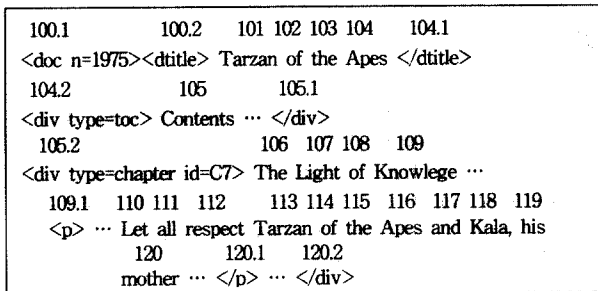 100.1 100.2 101 102 103 104 104.1
<doc n=1975><dtitle> Tarzan of the Apes </dtitle>
104.2 105 105.1
<div type=toc> Contents ··· </div>
105.2 106 107 108 109
<div type=chapter id=C7> The Light of Knowlege ···
109.1 110 111 112 113 114 115 116 117 118 119
<p> ··· Let all respect Tarzan of the Apes and Kala, his
120 120.1 120.2
mother ··· </p> ··· </div>